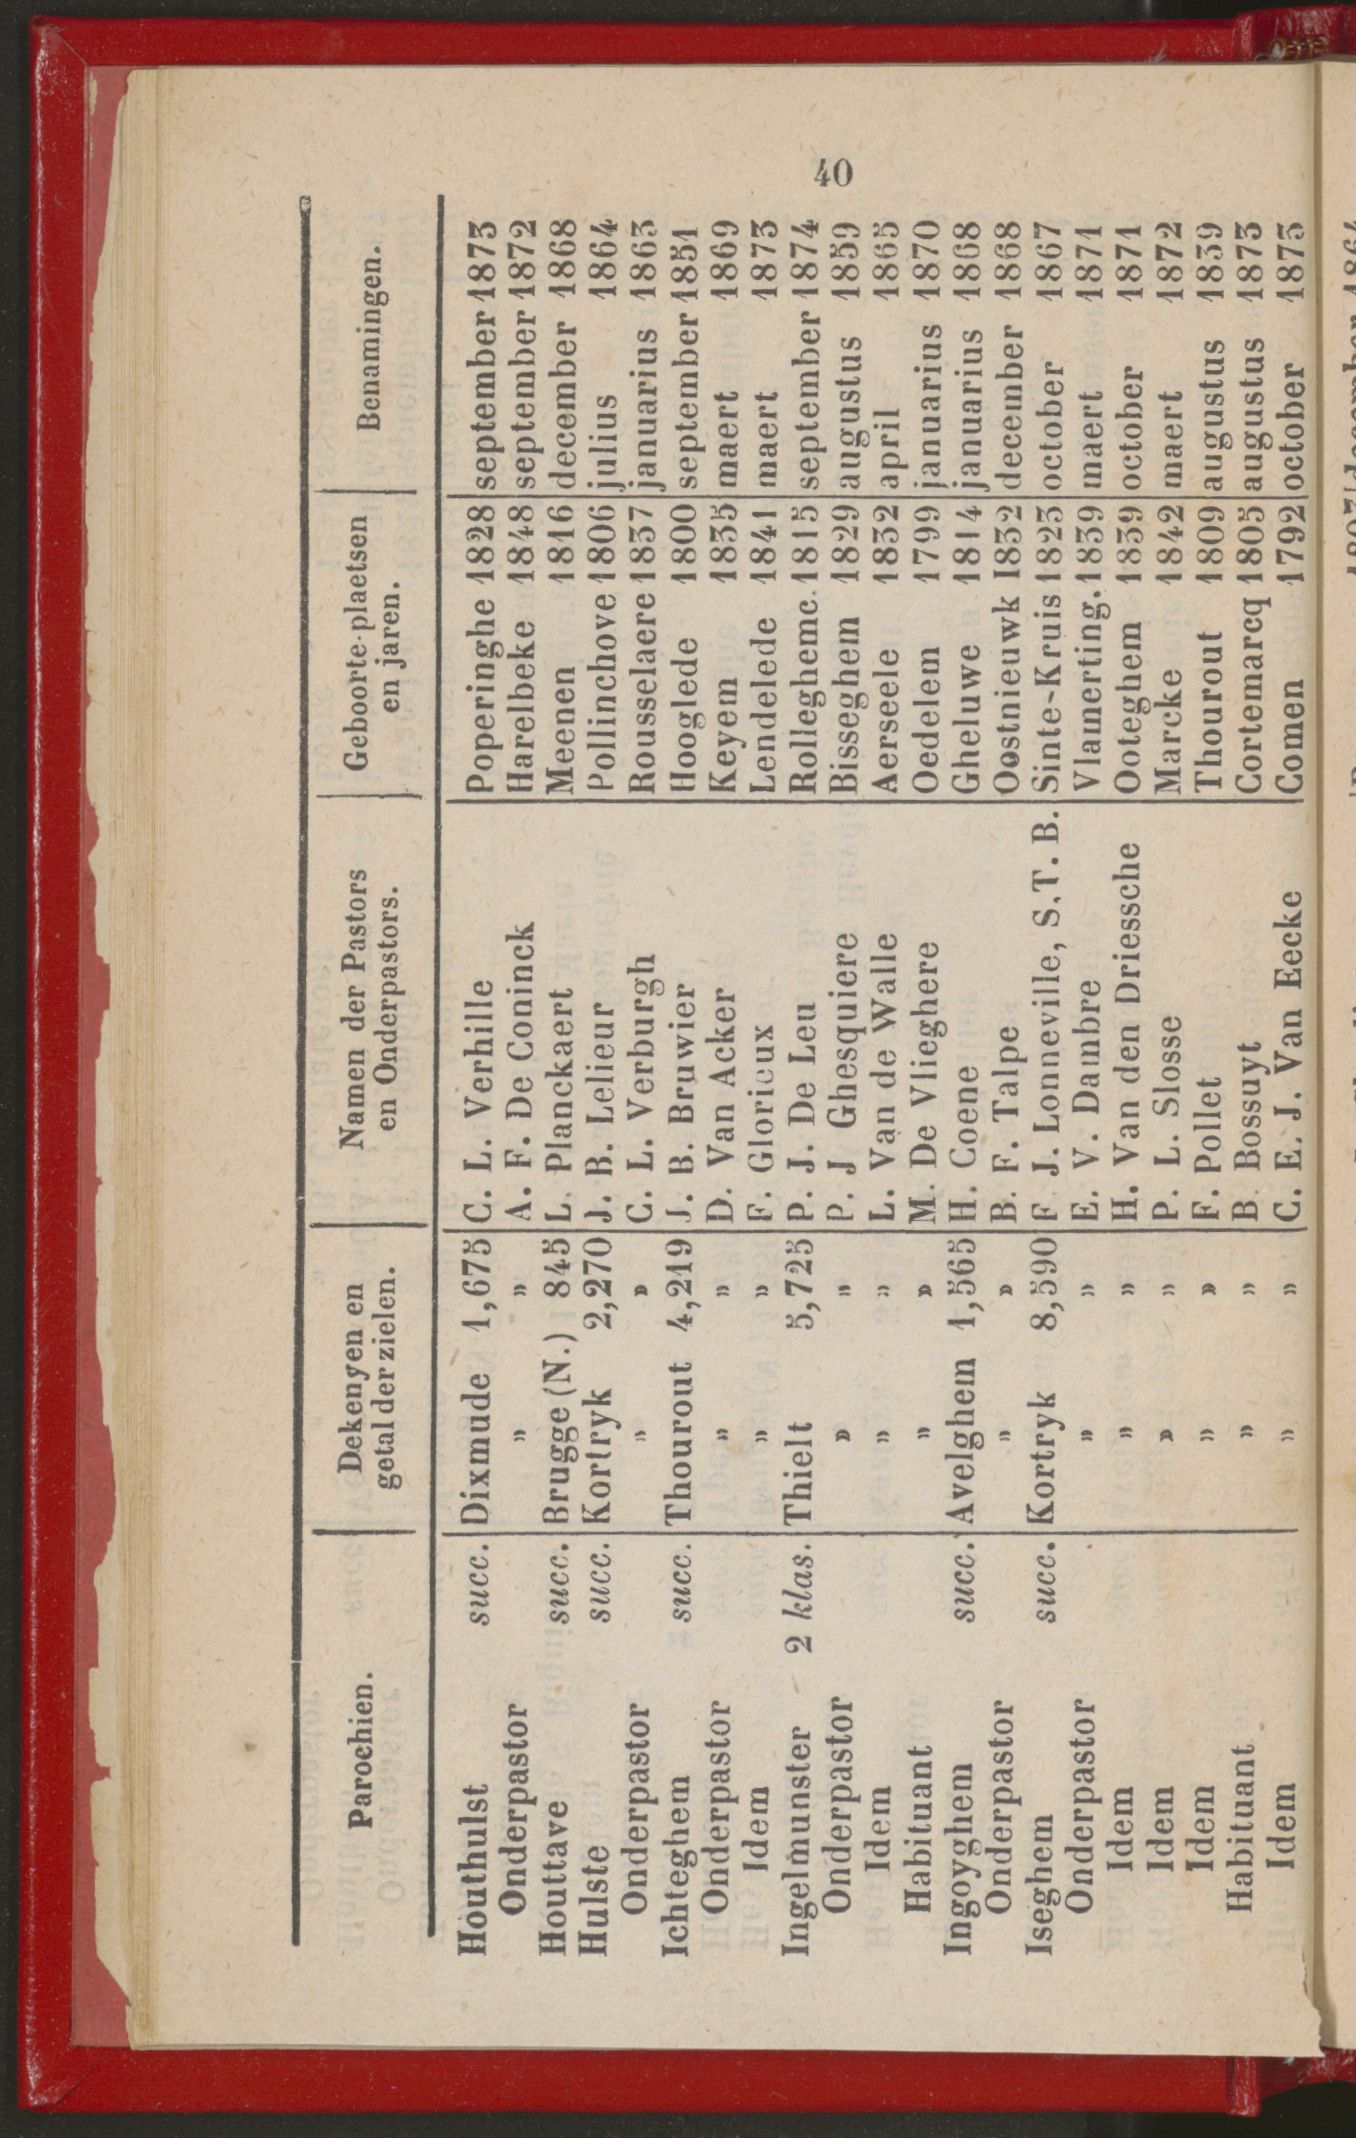 40
Parochien. Dekenyen en getal der zielen. Namen der Pastors en Onderpastors. Geboorte-plaetsen en jaren. Benamingen.
Houthulst succ. Dixmude 1,675 C. L. Verhille Poperinghe 1828 september 1873
Onderpastor " " A. F. De Coninck Harelbeke 1848 september 1872
Houttave succ. Brugge (N.) 845 L. Planckaert Meenen 1816 december 1868
Hulste succ. Kortryk 2,270 J. B. Lelieur Pollinchove 1806 julius 1864
Onderpastor " » C. L. Verburgh Rousselaere 1837 januarius 1863
Ichteghem succ. Thourout 4,219 J. B. Bruwier Hooglede 1800 september 1851
Onderpastor " " D. Van Acker Keyem 1835 maert 1869
Idem " " F. Glorieux Lendelede 1841 maert 1873
Ingelmunster 2 klas. Thielt 5,725 P. J. De Leu Rolleghemc. 1815 september 1874
Onderpastor » " P. J Ghesquiere Bisseghem 1829 augustus 1859
Idem " " L. Van de Walle Aerseele 1832 april 1865
Habituant " » M. De Vlieghere Oedelem 1799 januarius 1870
Ingoyghem succ. Avelghem 1,565 H. Coene Gheluwe 1814 januarius 1868
Onderpastor " » B. F. Talpe Oostnieuwk 1832 december 1868
Iseghem succ. Kortryk 8,590 F J. Lonneville, S.T.B. Sinte-Kruis 1823 october 1867
Onderpastor » " E. V. Dambre Vlamerting. 1839 maert 1871
Idem " " H. Van den Driessche Ooteghem 1839 october 1871
Idem » " P. L. Slosse Marcke 1842 maert 1872
Idem " » F. Pollet Thourout 1809 augustus 1839
Habituant » " B. Bossuyt Cortemarcq 1805 augustus 1873
Idem " " C. E. J. Van Eecke Comen 1792 october 1873